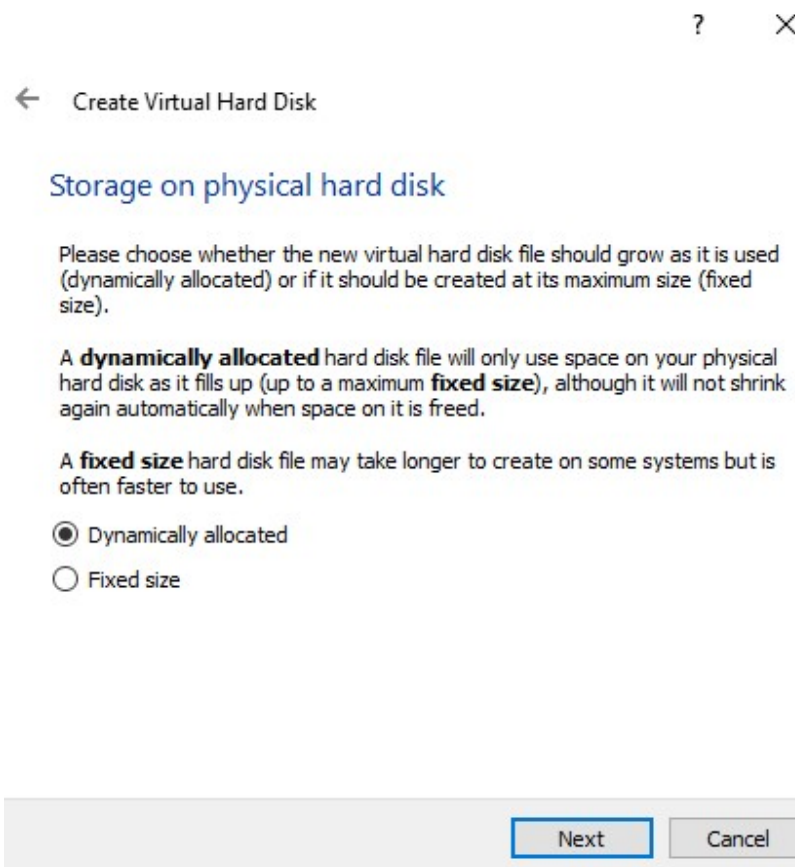 ?
Create Virtual Hard Disk
Storage on physical hard disk
Please choose whether the new virtual hard disk file should grow as it is used
(dynamically allocated) or if it should be created at its maximum size (fixed
size).
A dynamically allocated hard disk file will only use space on your physical
hard disk as it fills up (up to a maximum fixed size), although it will not shrink
again automatically when space on it is freed.
A fixed size hard disk file may take longer to create on some systems but is
often faster to use.
Dynamically allocated
Fixed size
Next Cancel